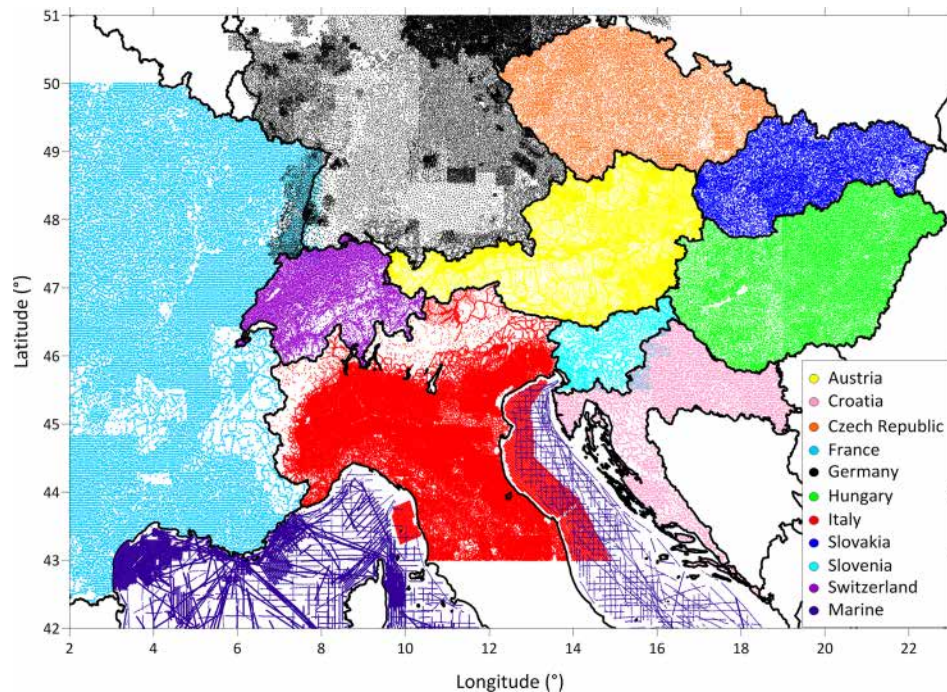 51
50
49
48
47
46
45
44
43
42
Latitude (°)
2 4 6 8 10 12 14 16 18 20 22
Longitude (°)
Austria
Croatia
Czech Republic
France
Germany
Hungary
Italy
Slovakia
Slovenia
Switzerland
Marine